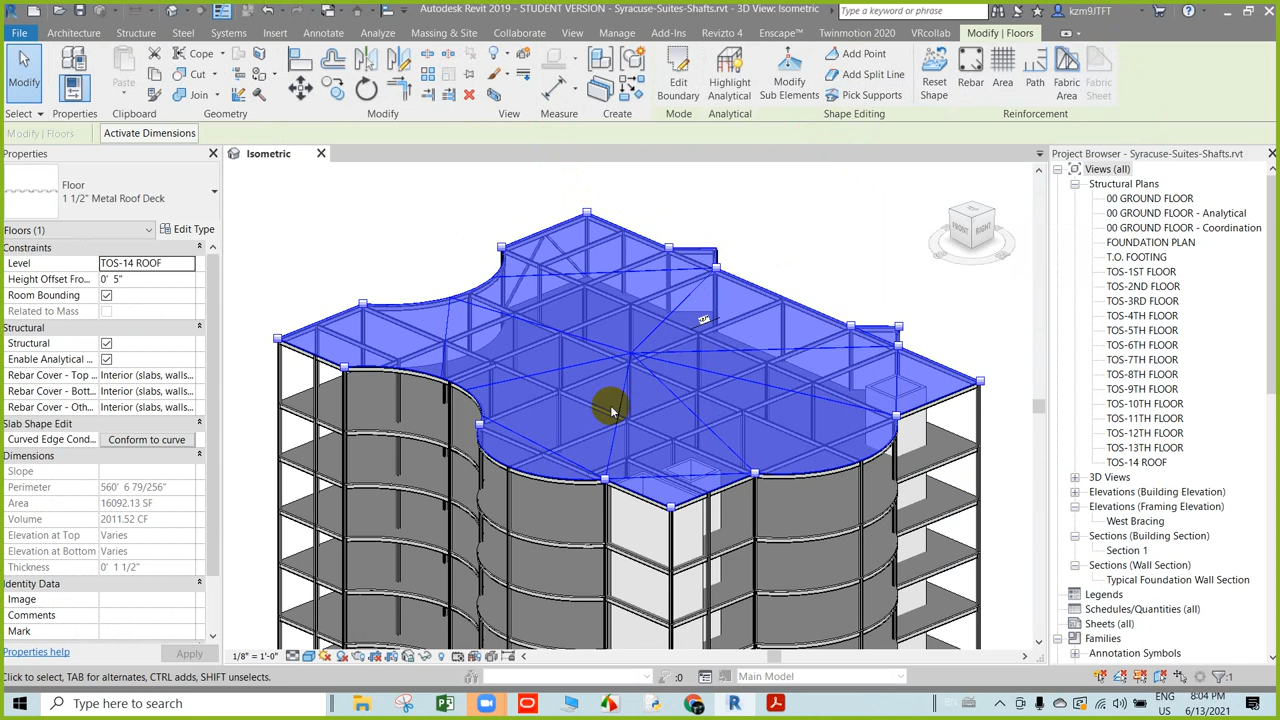 Autodesk Revit 2019 - STUDENT VERSION - Syracuse-Suites-Shafts.rvt - 3D View: Isometric
Type a keyword or phrase
kzm9JTFT
File Architecture Structure Steel Systems Insert Annotate Analyze Massing & Site Collaborate View Manage Add-Ins Revizto 4 Enscape™ Twinmotion 2020 VRcollab Modify | Floors
Modify
Paste
Cope
Cut
Join
Edit Boundary
Highlight Analytical
Modify Sub Elements
Add Point
Add Split Line
Pick Supports
Reset Shape
Rebar
Area
Path
Fabric Area
Fabric Sheet
Select Properties Clipboard Geometry Modify View Measure Create Mode Analytical Shape Editing Reinforcement
Modify | Floors Activate Dimensions
Properties
Floor
1 1/2" Metal Roof Deck
Floors (1) Edit Type
Constraints
Level TOS-14 ROOF
Height Offset Fro... 0' 5"
Room Bounding
Related to Mass
Structural
Structural
Enable Analytical ...
Rebar Cover - Top ... Interior (slabs, walls...
Rebar Cover - Bott... Interior (slabs, walls...
Rebar Cover - Oth... Interior (slabs, walls...
Slab Shape Edit
Curved Edge Cond... Conform to curve
Dimensions
Slope
Perimeter 560' 6 79/256"
Area 16092.13 SF
Volume 2011.52 CF
Elevation at Top Varies
Elevation at Bottom Varies
Thickness 0' 1 1/2"
Identity Data
Image
Comments
Mark
Properties help Apply
Isometric
FRONT RIGHT
1/8" = 1'-0"
Project Browser - Syracuse-Suites-Shafts.rvt
Views (all)
Structural Plans
00 GROUND FLOOR
00 GROUND FLOOR - Analytical
00 GROUND FLOOR - Coordination
FOUNDATION PLAN
T.O. FOOTING
TOS-1ST FLOOR
TOS-2ND FLOOR
TOS-3RD FLOOR
TOS-4TH FLOOR
TOS-5TH FLOOR
TOS-6TH FLOOR
TOS-7TH FLOOR
TOS-8TH FLOOR
TOS-9TH FLOOR
TOS-10TH FLOOR
TOS-11TH FLOOR
TOS-12TH FLOOR
TOS-13TH FLOOR
TOS-14 ROOF
3D Views
Elevations (Building Elevation)
Elevations (Framing Elevation)
West Bracing
Sections (Building Section)
Section 1
Sections (Wall Section)
Typical Foundation Wall Section
Legends
Schedules/Quantities (all)
Sheets (all)
Families
Annotation Symbols
Click to select, TAB for alternates, CTRL adds, SHIFT unselects.
:0
Main Model
:1
Type here to search
ENG
US
8:04 PM
6/13/2021